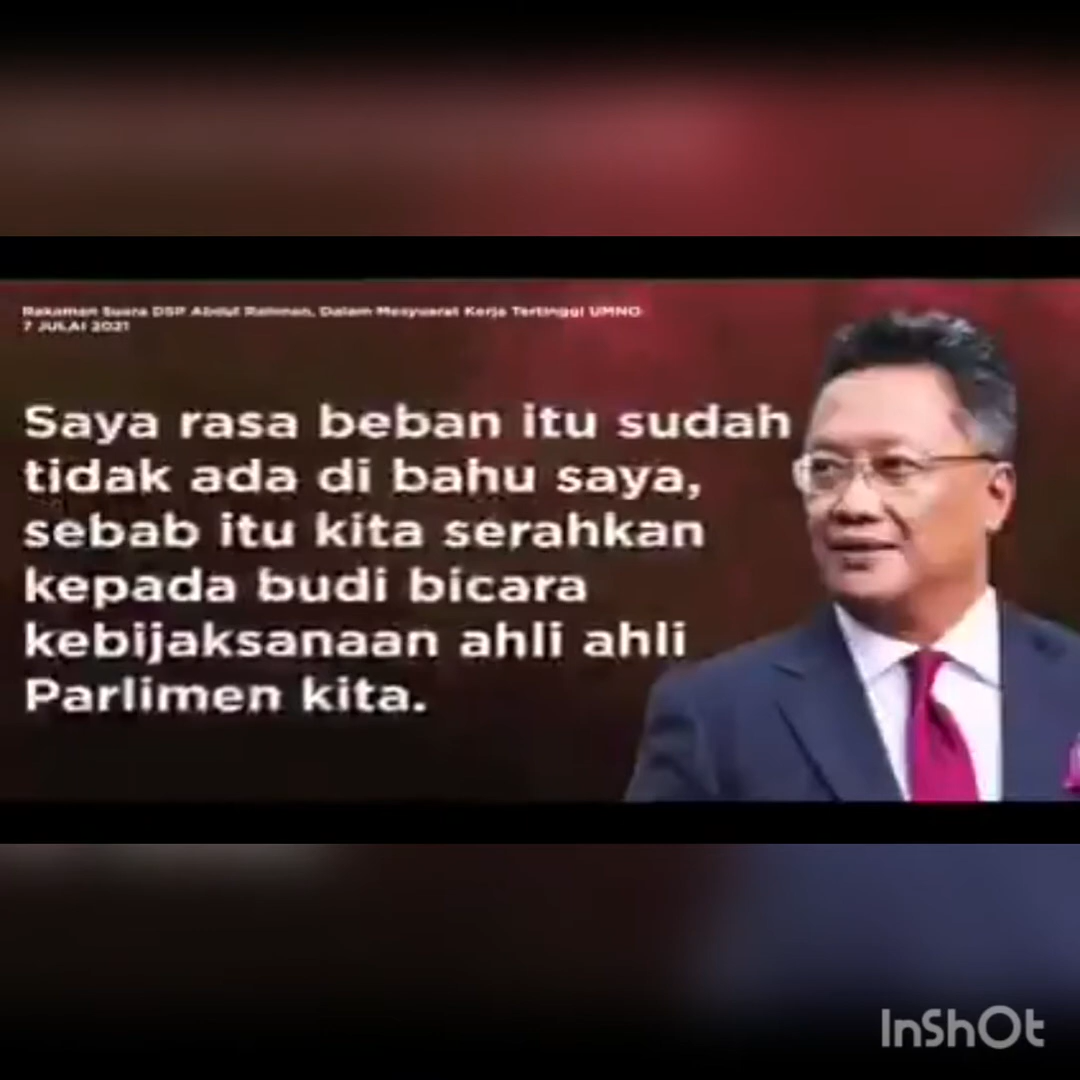 Rakaman Suara DSP Abdul Rahman, Dalam Mesyuarat Kerja Tertinggi UMNO
7 JULAI 2021
Saya rasa beban itu sudah
tidak ada di bahu saya,
sebab itu kita serahkan
kepada budi bicara
kebijaksanaan ahli ahli
Parlimen kita.
InShOt